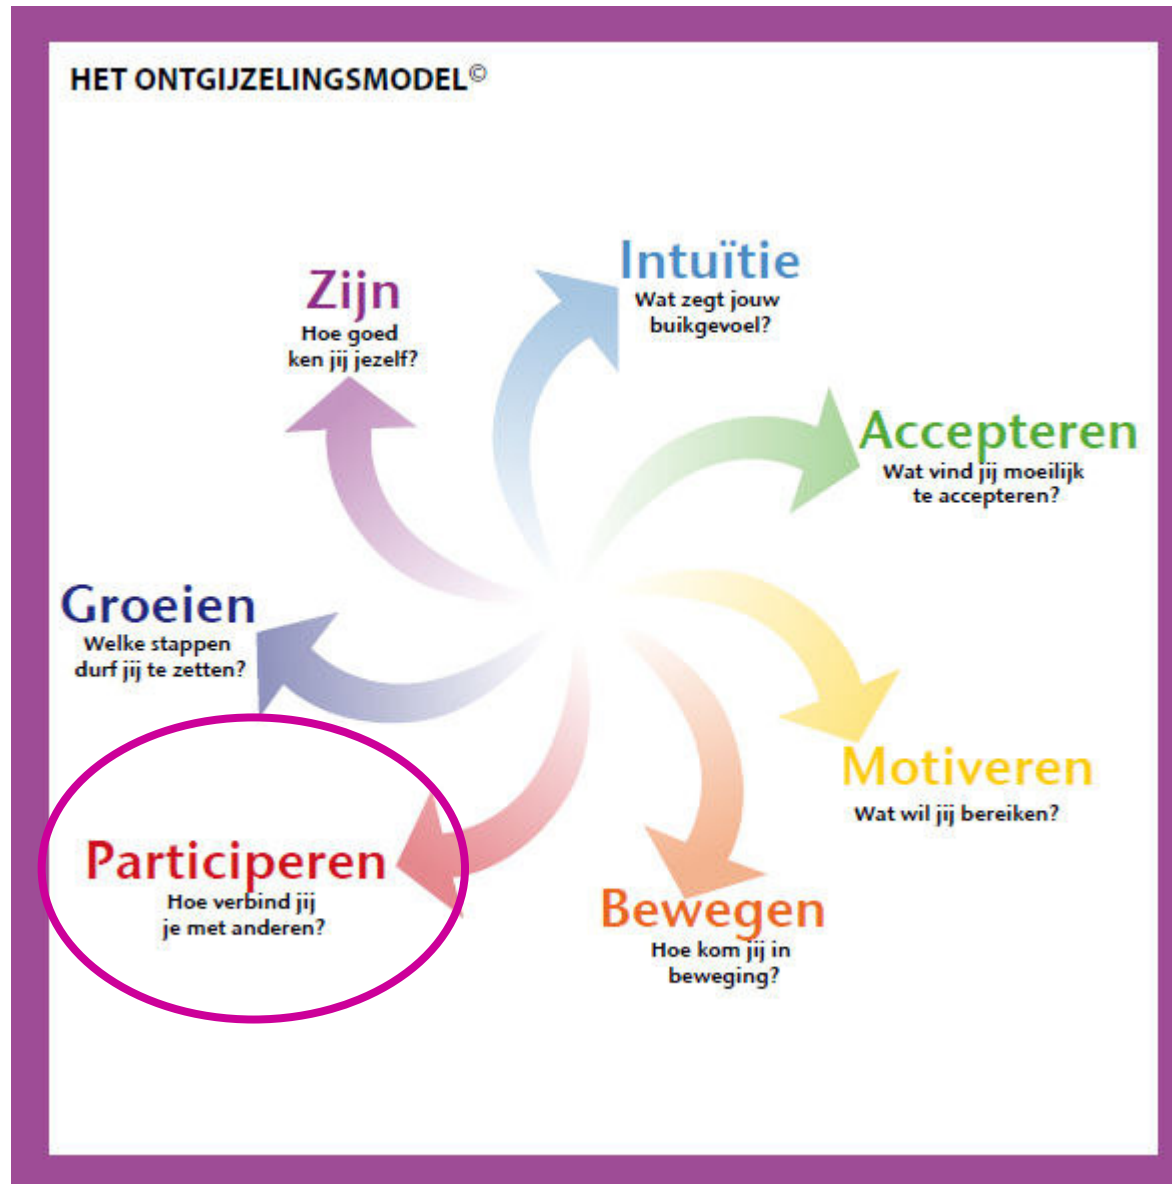 HET ONTGIJZELINGSMODEL©
Intuïtie
Wat zegt jouw
buikgevoel?
Accepteren
Wat vind jij moeilijk
te accepteren?
Motiveren
Wat wil jij bereiken?
Bewegen
Hoe kom jij in
beweging?
Participeren
Hoe verbind jij
je met anderen?
Groeien
Welke stappen
durf jij te zetten?
Zijn
Hoe goed
ken jij jezelf?